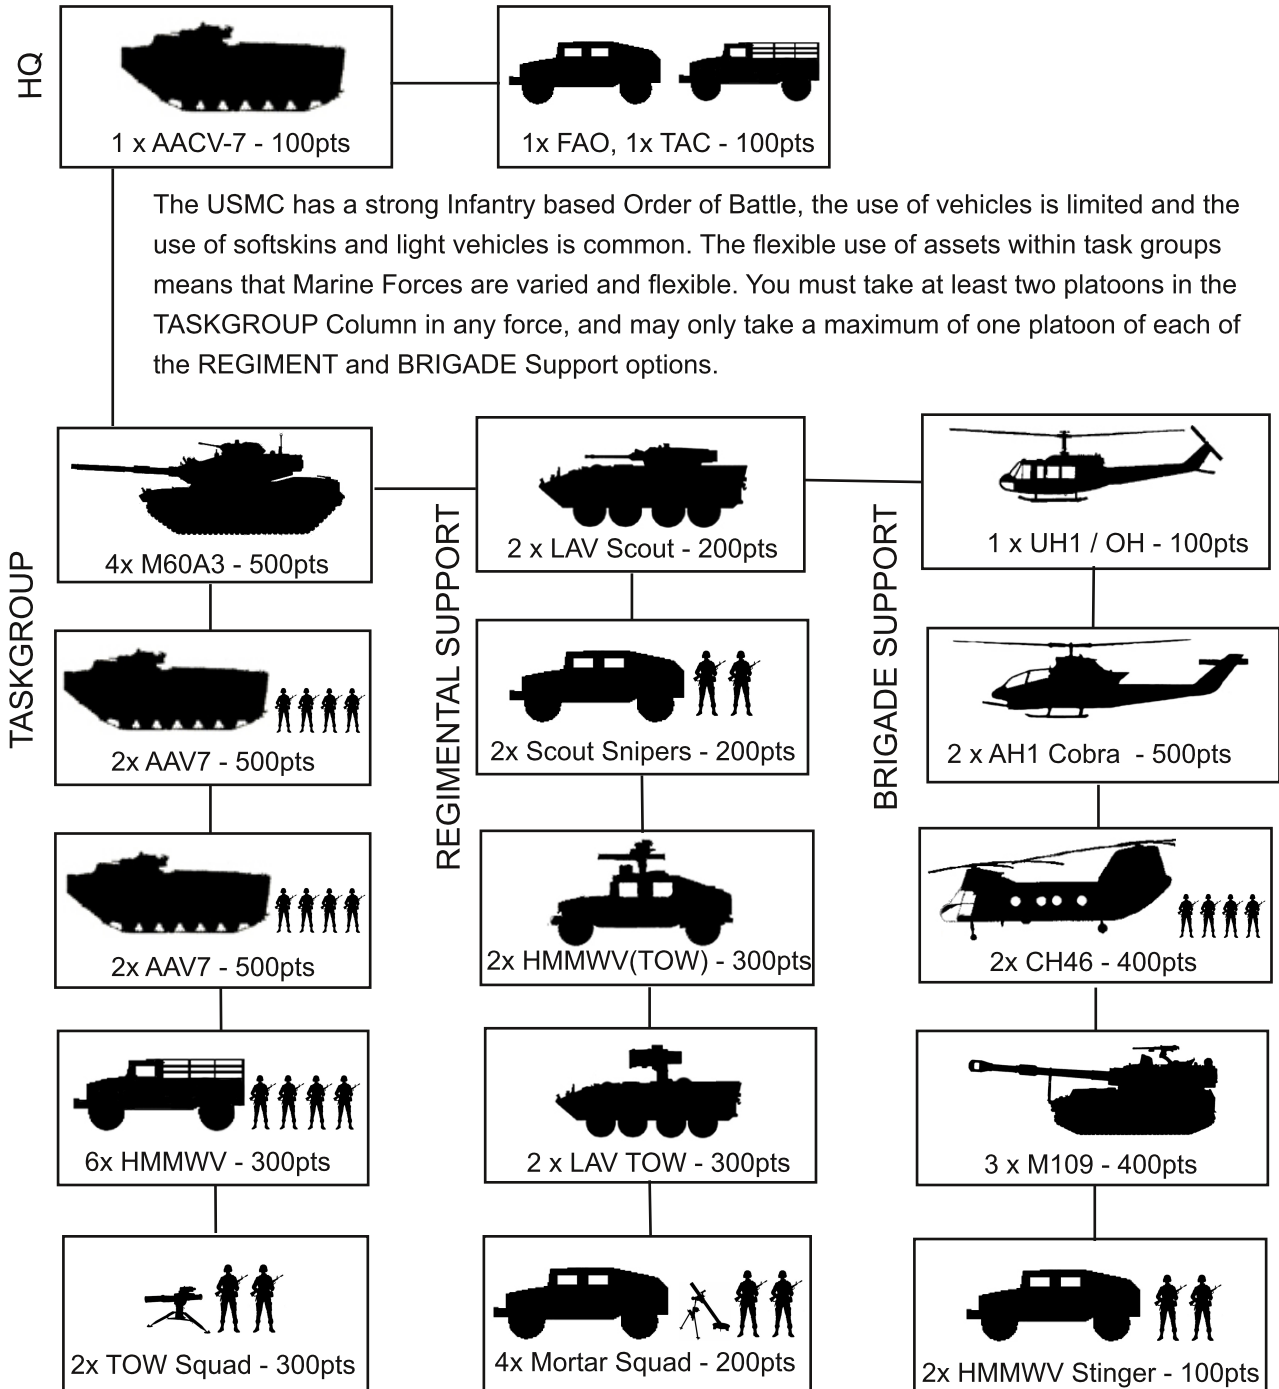 HQ
1 x AACV-7 - 100pts
1x FAO, 1x TAC - 100pts
The USMC has a strong Infantry based Order of Battle, the use of vehicles is limited and the
use of softskins and light vehicles is common. The flexible use of assets within task groups
means that Marine Forces are varied and flexible. You must take at least two platoons in the
TASKGROUP Column in any force, and may only take a maximum of one platoon of each of
the REGIMENT and BRIGADE Support options.
TASKGROUP
4x M60A3 - 500pts
2x AAV7 - 500pts
2x AAV7 - 500pts
6x HMMWV - 300pts
2x TOW Squad - 300pts
REGIMENTAL SUPPORT
2 x LAV Scout - 200pts
2x Scout Snipers - 200pts
2x HMMWV(TOW) - 300pts
2 x LAV TOW - 300pts
4x Mortar Squad - 200pts
BRIGADE SUPPORT
1 x UH1 / OH - 100pts
2 x AH1 Cobra - 500pts
2x CH46 - 400pts
3 x M109 - 400pts
2x HMMWV Stinger - 100pts